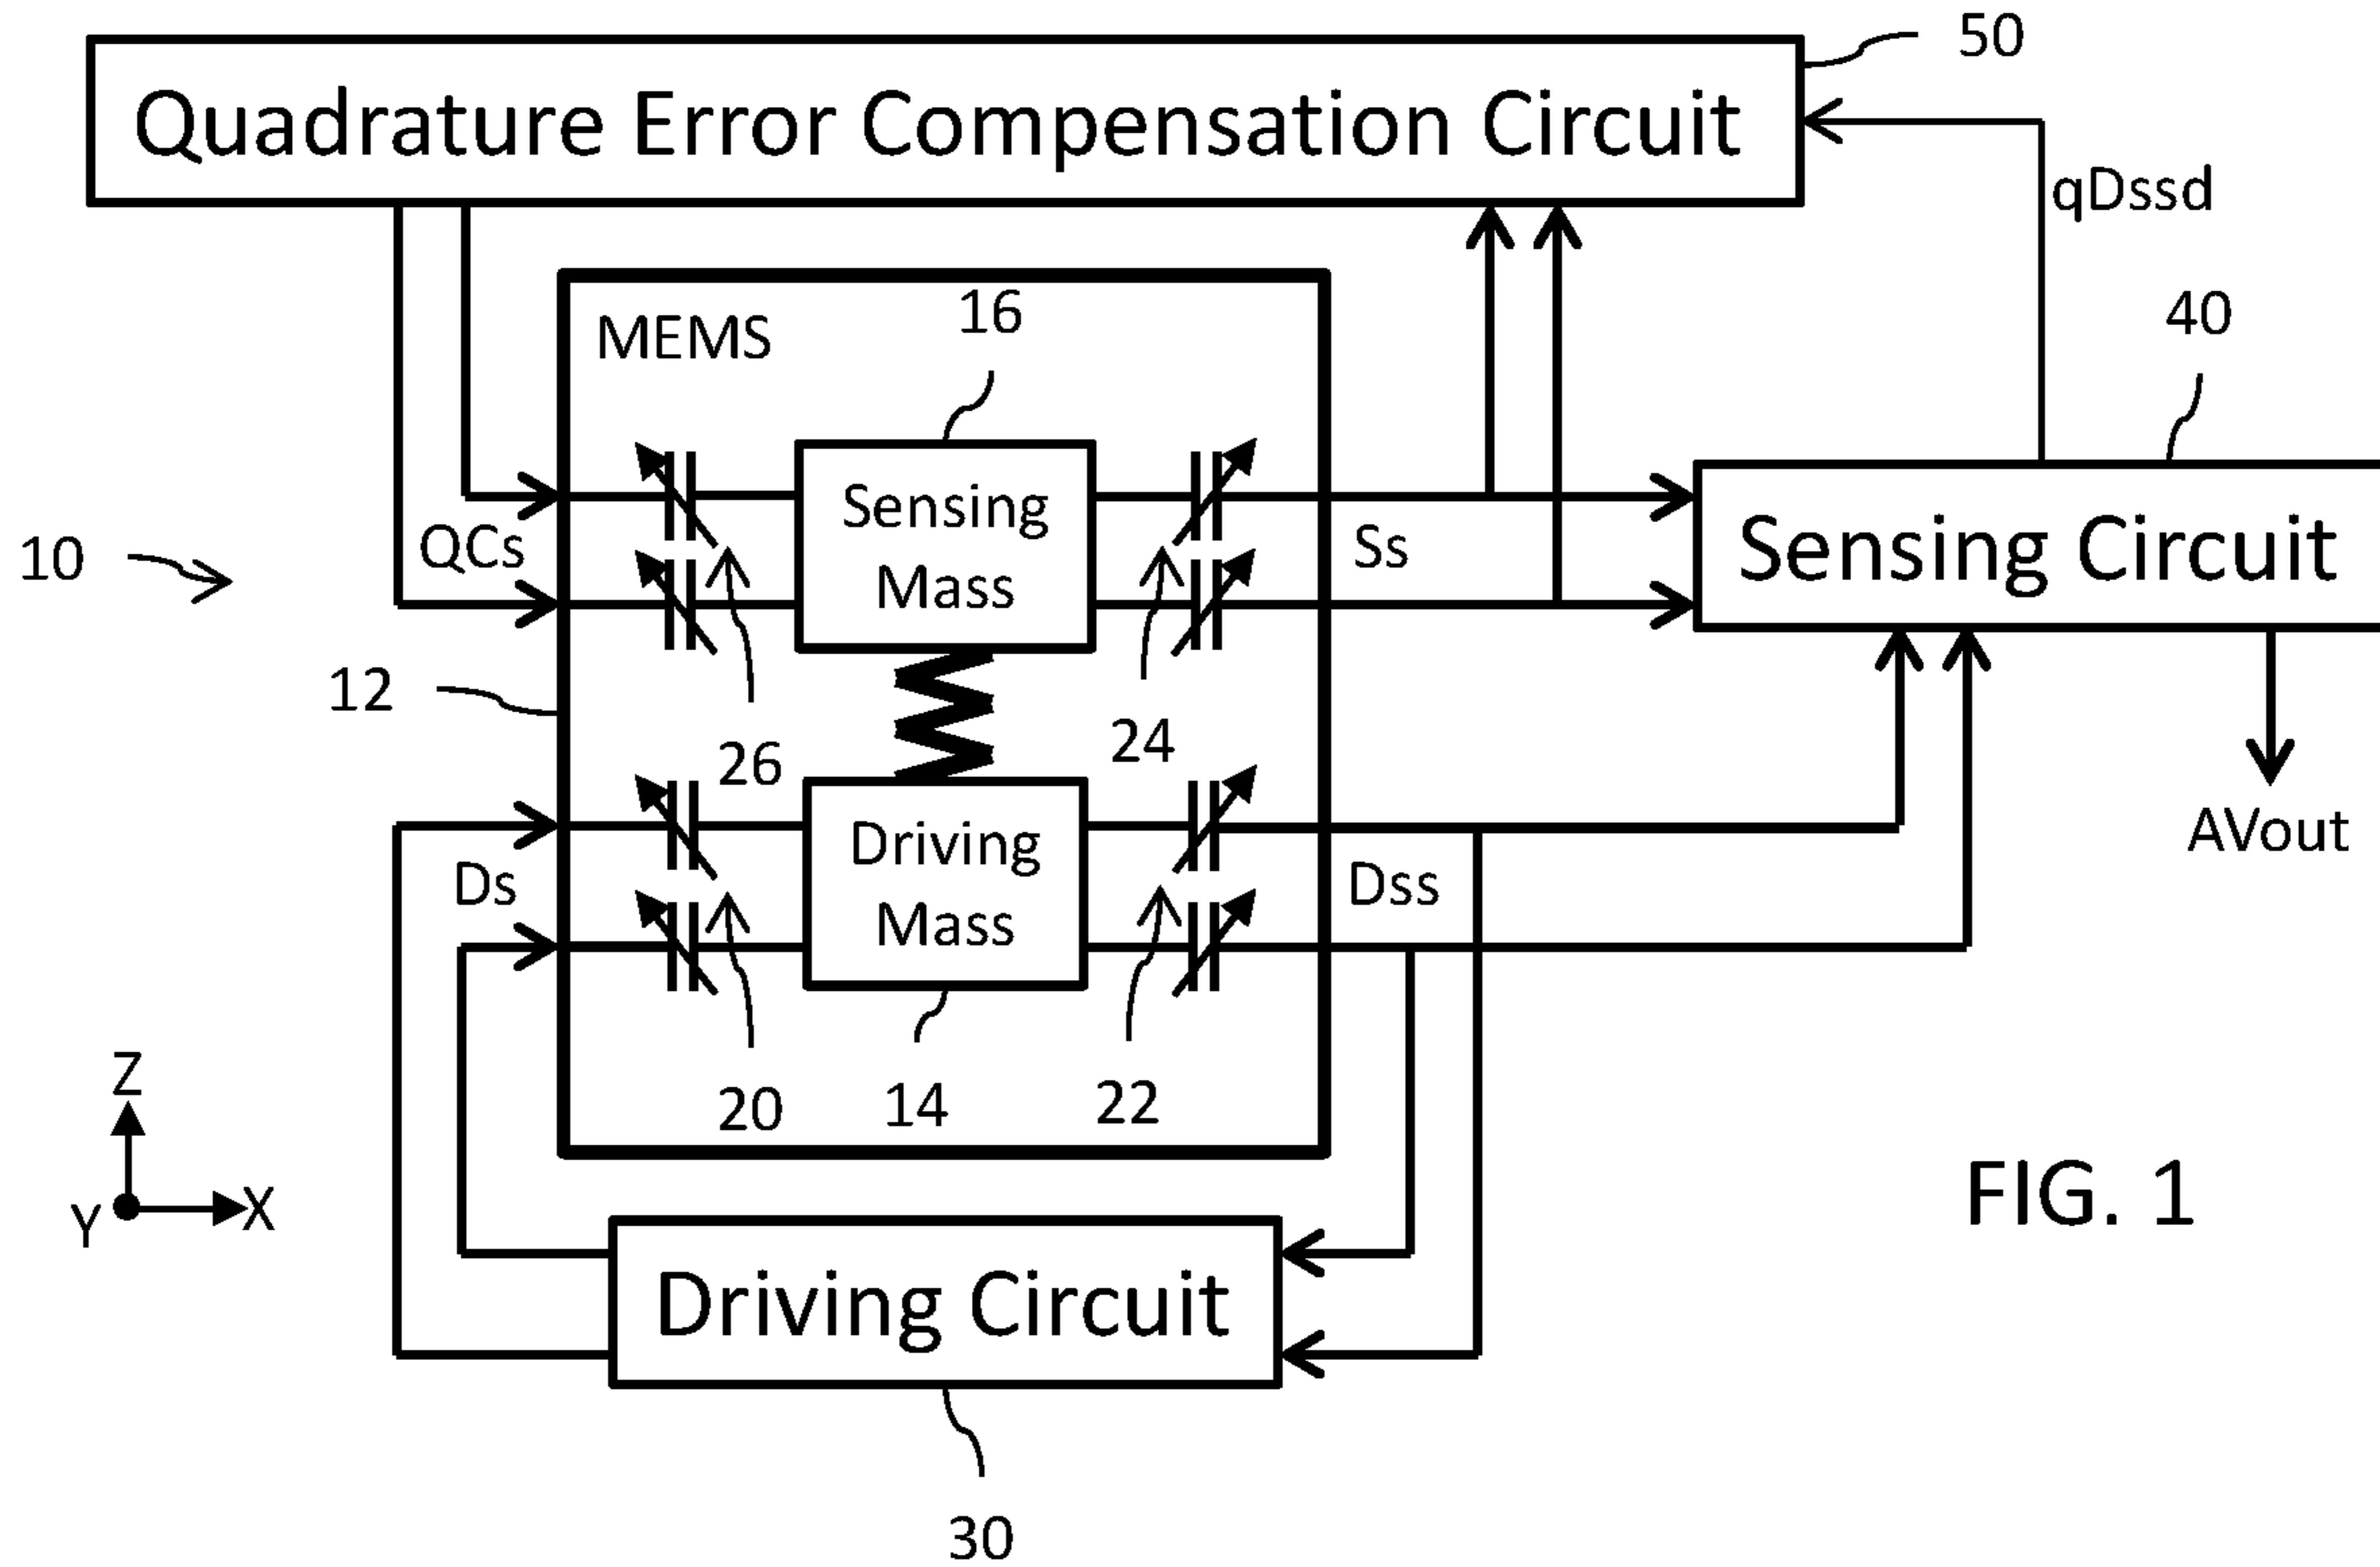 50
Quadrature Error Compensation Circuit
qDssd
MEMS
16
40
Sensing
Mass
QCs
Ss
Sensing Circuit
10
12
26
24
Driving
Mass
Ds
Dss
AVout
20
14
22
Z
Y
X
FIG. 1
Driving Circuit
30